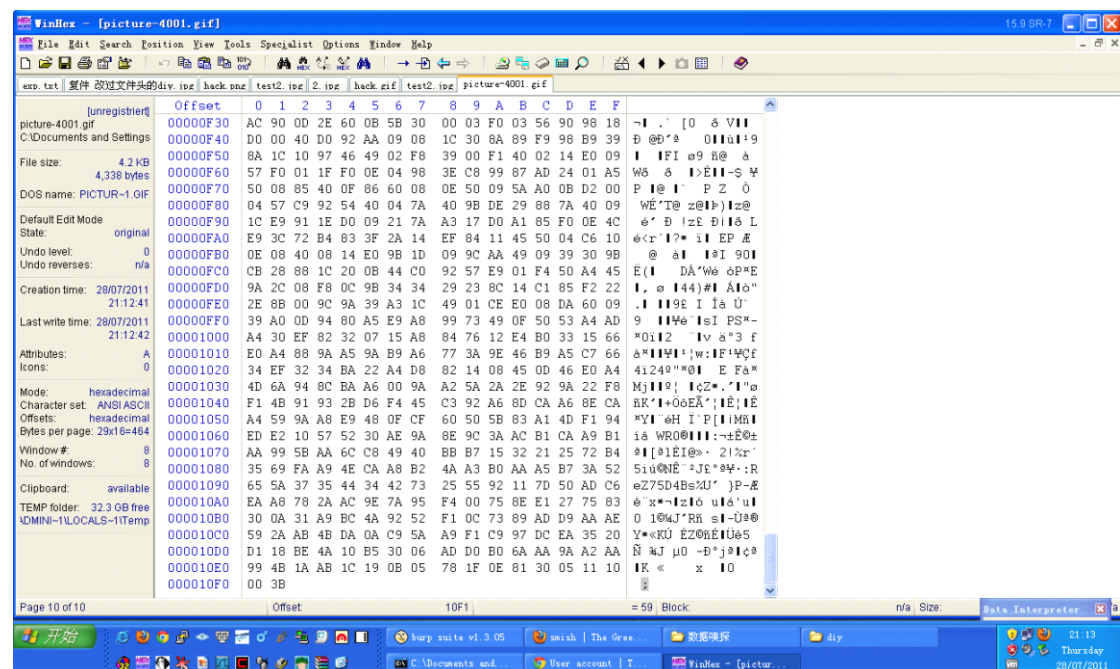 WinHex - [picture-4001.gif]
15.9 SR-7
File Edit Search Position View Tools Specialist Options Window Help
exp.txt 复件 改过文件头的div.jpg hack.png test2.jpg 2.jpg hack.gif test2.jpg picture-4001.gif
[unregistriert]
picture-4001.gif
C:\Documents and Settings
File size: 4.2 KB
4,338 bytes
DOS name: PICTUR~1.GIF
Default Edit Mode
State: original
Undo level: 0
Undo reverses: n/a
Creation time: 28/07/2011
21:12:41
Last write time: 28/07/2011
21:12:42
Attributes: A
Icons: 0
Mode: hexadecimal
Character set: ANSI ASCII
Offsets: hexadecimal
Bytes per page: 29x16=464
Window #: 8
No. of windows: 8
Clipboard: available
TEMP folder: 32.3 GB free
\DMINI~1\LOCALS~1\Temp
Offset 0 1 2 3 4 5 6 7 8 9 A B C D E F
00000F30 AC 90 0D 2E 60 0B 5B 30 00 03 F0 03 56 90 98 18
00000F40 D0 00 40 D0 92 AA 09 08 1C 30 8A 89 F9 98 B9 39
00000F50 8A 1C 10 97 46 49 02 F8 39 00 F1 40 02 14 E0 09
00000F60 57 F0 01 1F F0 0E 04 98 3E C8 99 87 AD 24 01 A5
00000F70 50 08 85 40 0F 86 60 08 0E 50 09 5A A0 0B D2 00
00000F80 04 57 C9 92 54 40 04 7A 40 9B DE 29 88 7A 40 09
00000F90 1C E9 91 1E D0 09 21 7A A3 17 D0 A1 85 F0 0E 4C
00000FA0 E9 3C 72 B4 83 3F 2A 14 EF 84 11 45 50 04 C6 10
00000FB0 0E 08 40 08 14 E0 9B 1D 09 9C AA 49 09 39 30 9B
00000FC0 CB 28 88 1C 20 0B 44 C0 92 57 E9 01 F4 50 A4 45
00000FD0 9A 2C 08 F8 0C 9B 34 34 29 23 8C 14 C1 85 F2 22
00000FE0 2E 8B 00 9C 9A 39 A3 1C 49 01 CE E0 08 DA 60 09
00000FF0 39 A0 0D 94 80 A5 E9 A8 99 73 49 0F 50 53 A4 AD
00001000 A4 30 EF 82 32 07 15 A8 84 76 12 E4 B0 33 15 66
00001010 E0 A4 88 9A A5 9A B9 A6 77 3A 9E 46 B9 A5 C7 66
00001020 34 EF 32 34 BA 22 A4 D8 82 14 08 45 0D 46 E0 A4
00001030 4D 6A 94 8C BA A6 00 9A A2 5A 2A 2E 92 9A 22 F8
00001040 F1 4B 91 93 2B D6 F4 45 C3 92 A6 8D CA A6 8E CA
00001050 A4 59 9A A8 E9 48 0F CF 60 50 5B 83 A1 4D F1 94
00001060 ED E2 10 57 52 30 AE 9A 8E 9C 3A AC B1 CA A9 B1
00001070 AA 99 5B AA 6C C8 49 40 BB B7 15 32 21 25 72 B4
00001080 35 69 FA A9 4E CA A8 B2 4A A3 B0 AA A5 B7 3A 52
00001090 65 5A 37 35 44 34 42 73 25 55 92 11 7D 50 AD C6
000010A0 EA A8 78 2A AC 9E 7A 95 F4 00 75 8E E1 27 75 83
000010B0 30 0A 31 A9 BC 4A 92 52 F1 0C 73 89 AD D9 AA AE
000010C0 59 2A AB 4B DA 0A C9 5A A9 F1 C9 97 DC EA 35 20
000010D0 D1 18 BE 4A 10 B5 30 06 AD D0 B0 6A AA 9A A2 AA
000010E0 99 4B 1A AB 1C 19 0B 05 78 1F 0E 81 30 05 11 10
000010F0 00 3B
Page 10 of 10 Offset: 10F1 = 59 Block: n/a Size:
Data Interpreter
开始
burp suite v1.3.05
smish | The Gree...
数据嗅探
diy
C:\Documents and...
User account | T...
WinHex - [pictur...
21:13
Thursday
28/07/2011